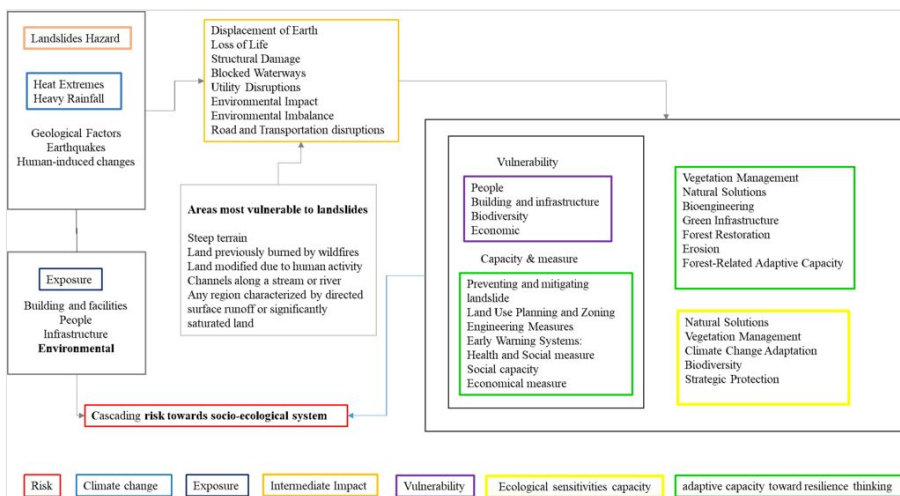 Landslides Hazard
Heat Extremes
Heavy Rainfall
Geological Factors
Earthquakes
Human-induced changes
Exposure
Building and facilities
People
Infrastructure
Environmental
Displacement of Earth
Loss of Life
Structural Damage
Blocked Waterways
Utility Disruptions
Environmental Impact
Environmental Imbalance
Road and Transportation disruptions
Areas most vulnerable to landslides
Steep terrain
Land previously burned by wildfires
Land modified due to human activity
Channels along a stream or river
Any region characterized by directed
surface runoff or significantly
saturated land
Cascading risk towards socio-ecological system
Vulnerability
People
Building and infrastructure
Biodiversity
Economic
Capacity & measure
Preventing and mitigating
landslide
Land Use Planning and Zoning
Engineering Measures
Early Warning Systems:
Health and Social measure
Social capacity
Economical measure
Vegetation Management
Natural Solutions
Bioengineering
Green Infrastructure
Forest Restoration
Erosion
Forest-Related Adaptive Capacity
Natural Solutions
Vegetation Management
Climate Change Adaptation
Biodiversity
Strategic Protection
Risk
Climate change
Exposure
Intermediate Impact
Vulnerability
Ecological sensitivities capacity
adaptive capacity toward resilience thinking